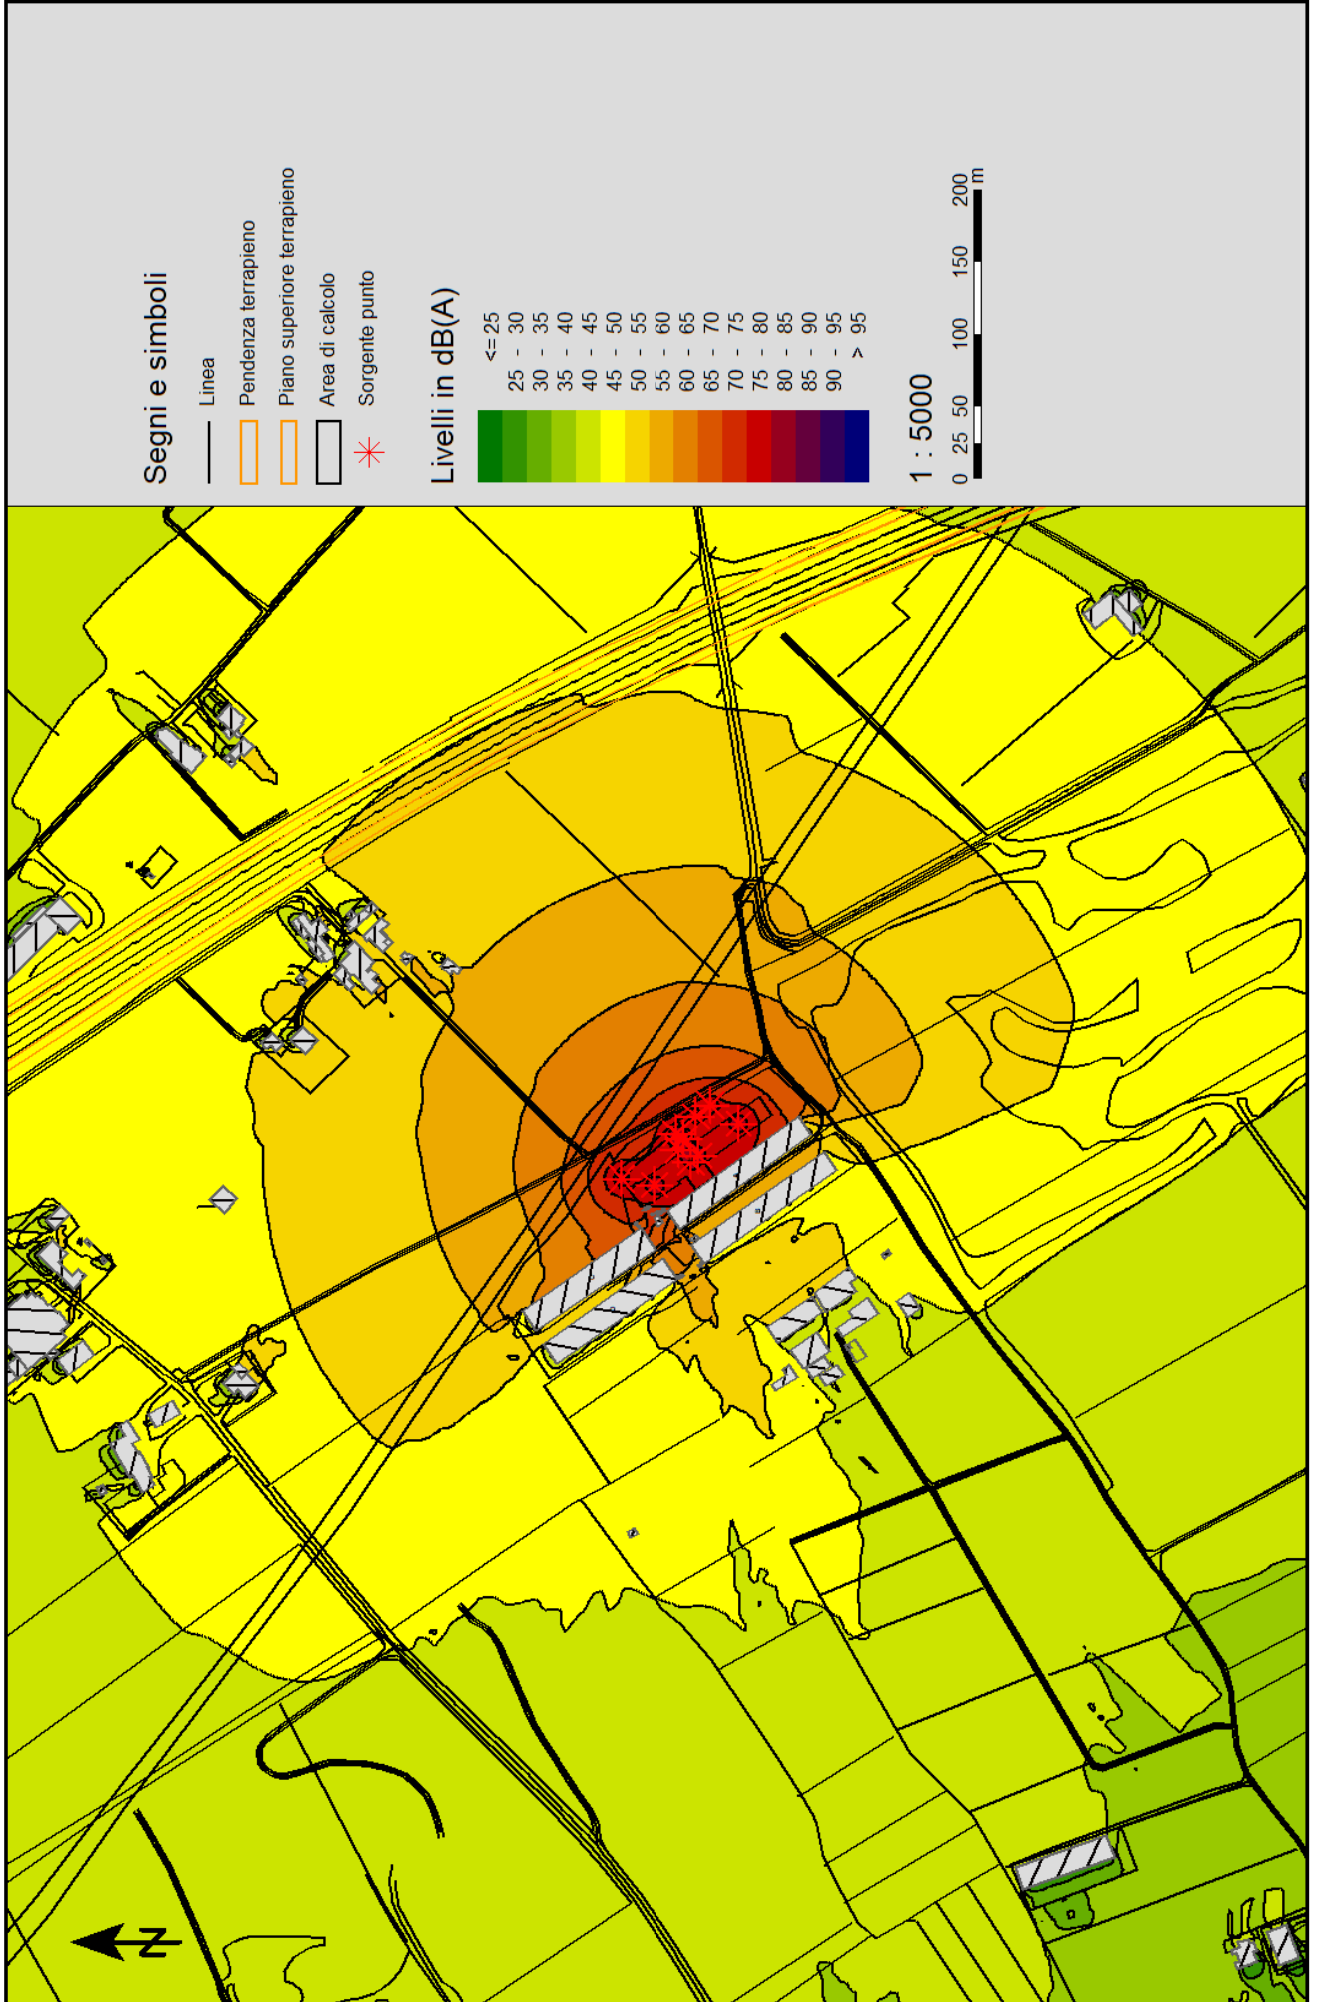 Segni e simboli
Linea
Pendenza terrapieno
Piano superiore terrapieno
Area di calcolo
Sorgente punto
Livelli in dB(A)
<=25
25 - 30
30 - 35
35 - 40
40 - 45
45 - 50
50 - 55
55 - 60
60 - 65
65 - 70
70 - 75
75 - 80
80 - 85
85 - 90
90 - 95
> 95
1 : 5000
0 25 50 100 150 200
m
N